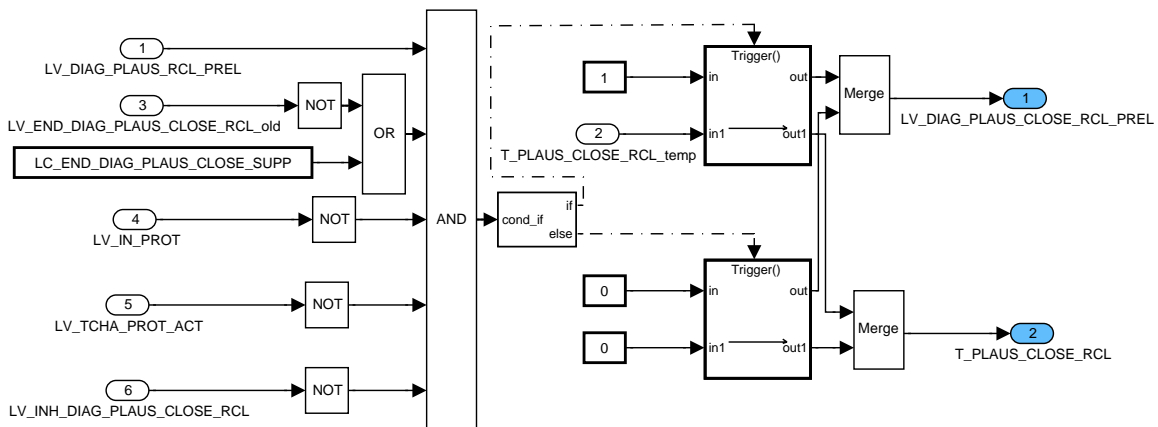 1
LV_DIAG_PLAUS_RCL_PREL
3
LV_END_DIAG_PLAUS_CLOSE_RCL_old
NOT
LC_END_DIAG_PLAUS_CLOSE_SUPP
OR
4
LV_IN_PROT
NOT
5
LV_TCHA_PROT_ACT
NOT
6
LV_INH_DIAG_PLAUS_CLOSE_RCL
NOT
AND
cond_if
if
else
1
2
T_PLAUS_CLOSE_RCL_temp
Trigger()
in
out
in1
out1
Merge
1
LV_DIAG_PLAUS_CLOSE_RCL_PREL
0
0
Trigger()
in
out
in1
out1
Merge
2
T_PLAUS_CLOSE_RCL